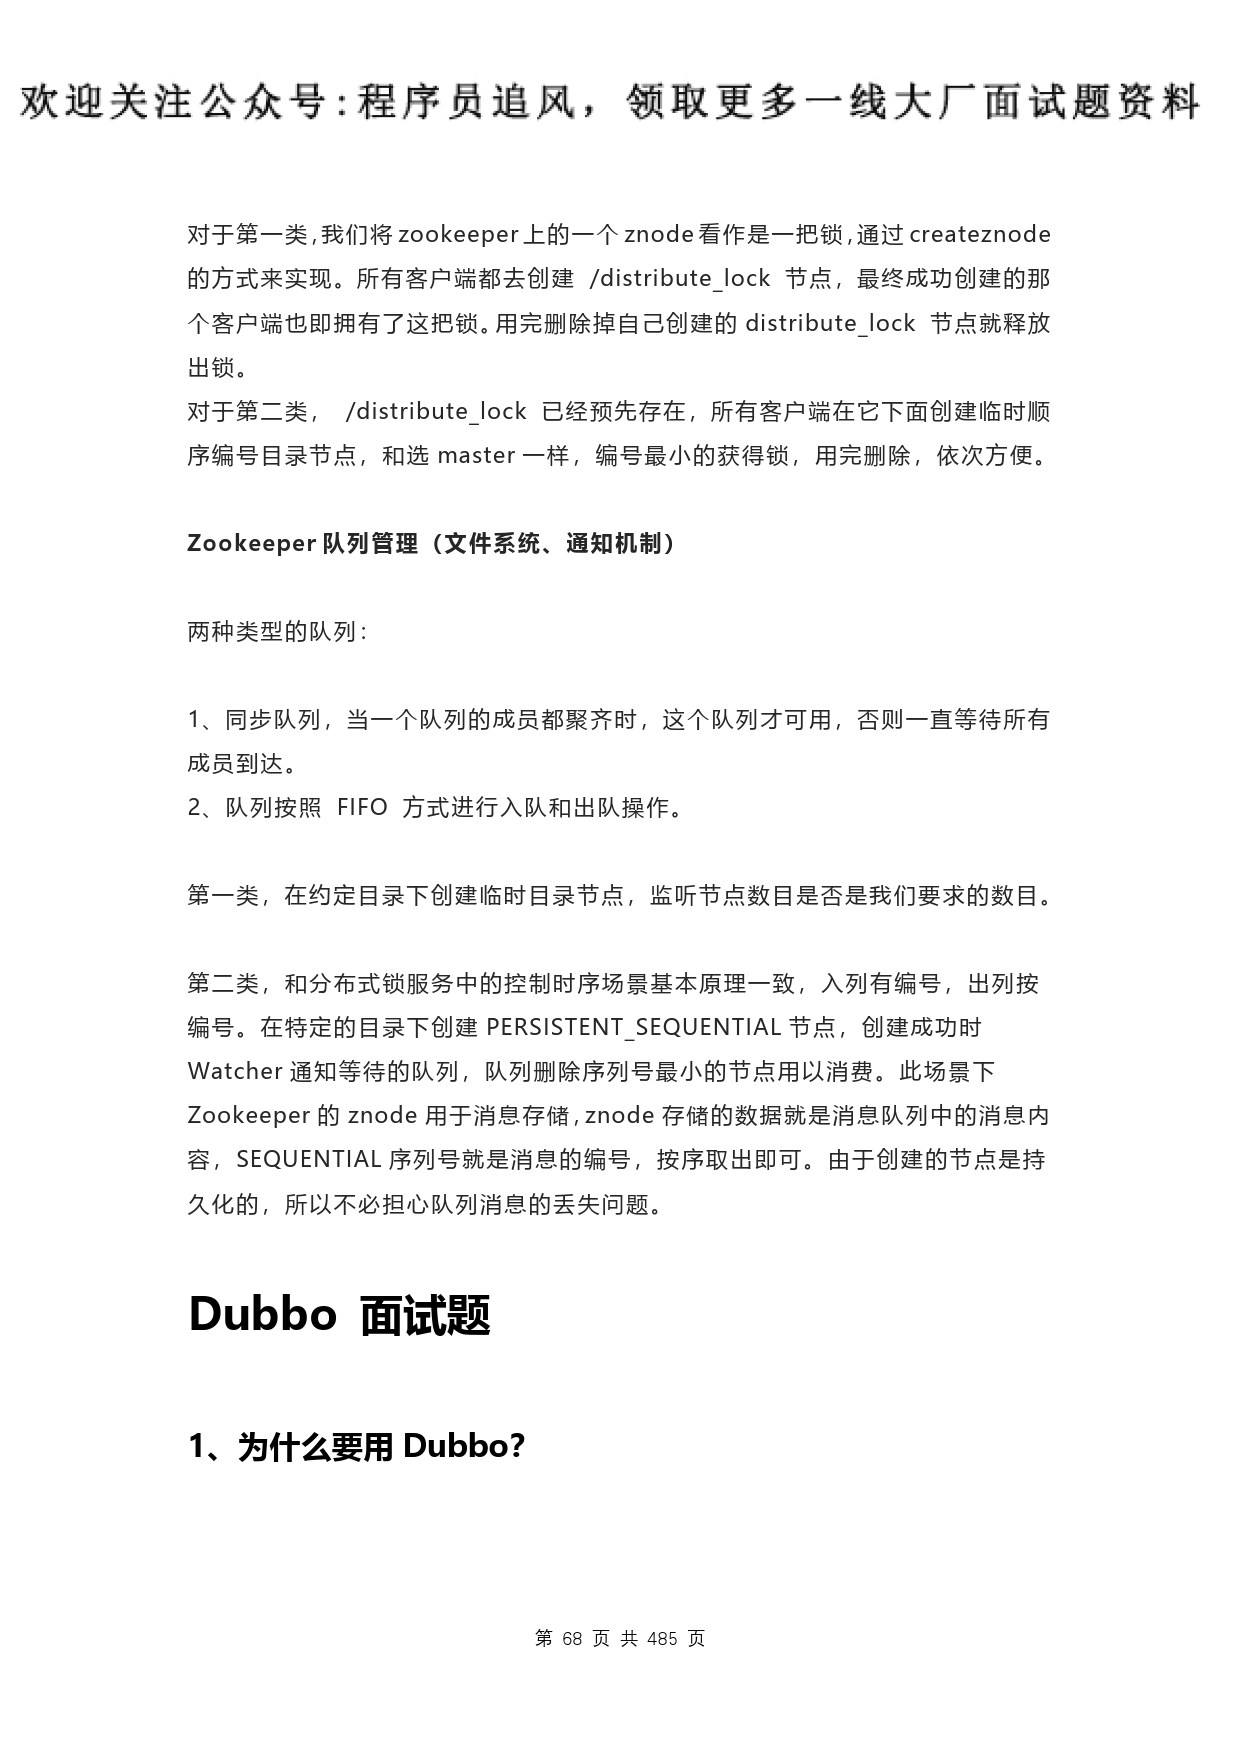 欢迎关注公众号:程序员追风，领取更多一线大厂面试题资料
对于第一类,我们将 zookeeper 上的一个 znode 看作是一把锁,通过 createznode
的方式来实现。所有客户端都去创建 /distribute_lock 节点，最终成功创建的那
个客户端也即拥有了这把锁。用完删除掉自己创建的 distribute_lock 节点就释放
出锁。
对于第二类， /distribute_lock 已经预先存在，所有客户端在它下面创建临时顺
序编号目录节点，和选 master 一样，编号最小的获得锁，用完删除，依次方便。
Zookeeper 队列管理（文件系统、通知机制）
两种类型的队列：
1、同步队列，当一个队列的成员都聚齐时，这个队列才可用，否则一直等待所有
成员到达。
2、队列按照 FIFO 方式进行入队和出队操作。
第一类，在约定目录下创建临时目录节点，监听节点数目是否是我们要求的数目。
第二类，和分布式锁服务中的控制时序场景基本原理一致，入列有编号，出列按
编号。在特定的目录下创建 PERSISTENT_SEQUENTIAL 节点，创建成功时
Watcher 通知等待的队列，队列删除序列号最小的节点用以消费。此场景下
Zookeeper 的 znode 用于消息存储,znode 存储的数据就是消息队列中的消息内
容，SEQUENTIAL 序列号就是消息的编号，按序取出即可。由于创建的节点是持
久化的，所以不必担心队列消息的丢失问题。
Dubbo 面试题
1、为什么要用 Dubbo？
第 68 页 共 485 页